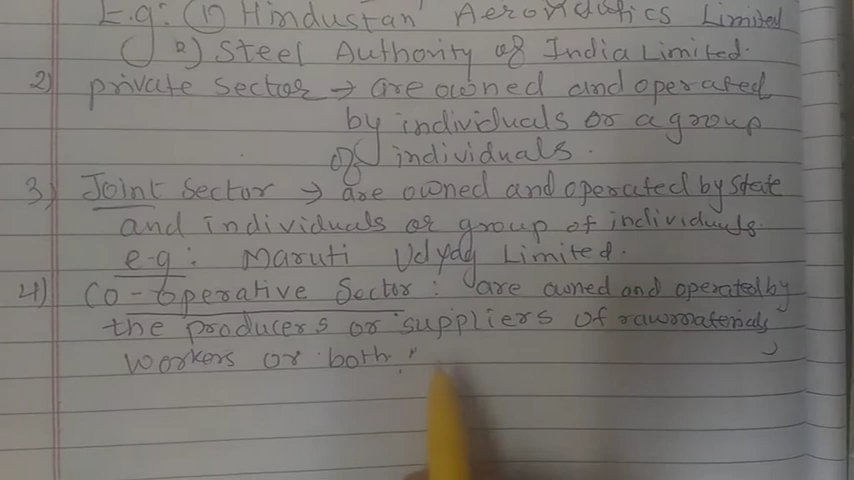 E.g: 1) Hindustan Aeronautics Limited
2) Steel Authority of India Limited.
2) private sector → are owned and operated
by individuals or a group
of individuals.
3) Joint sector → are owned and operated by state
and individuals or group of individuals.
e.g: Maruti Udyog Limited.
4) Co-operative Sector: are owned and operated by
the producers or suppliers of raw materials,
workers or both."